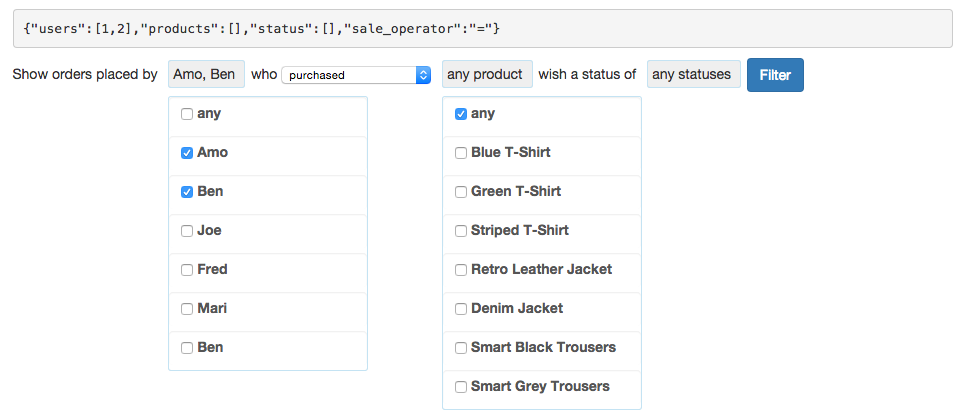 {"users":[1,2],"products":[],"status":[],"sale_operator":"="}
Show orders placed by Amo, Ben who purchased any product wish a status of any statuses Filter
any
Amo
Ben
Joe
Fred
Mari
Ben
any
Blue T-Shirt
Green T-Shirt
Striped T-Shirt
Retro Leather Jacket
Denim Jacket
Smart Black Trousers
Smart Grey Trousers